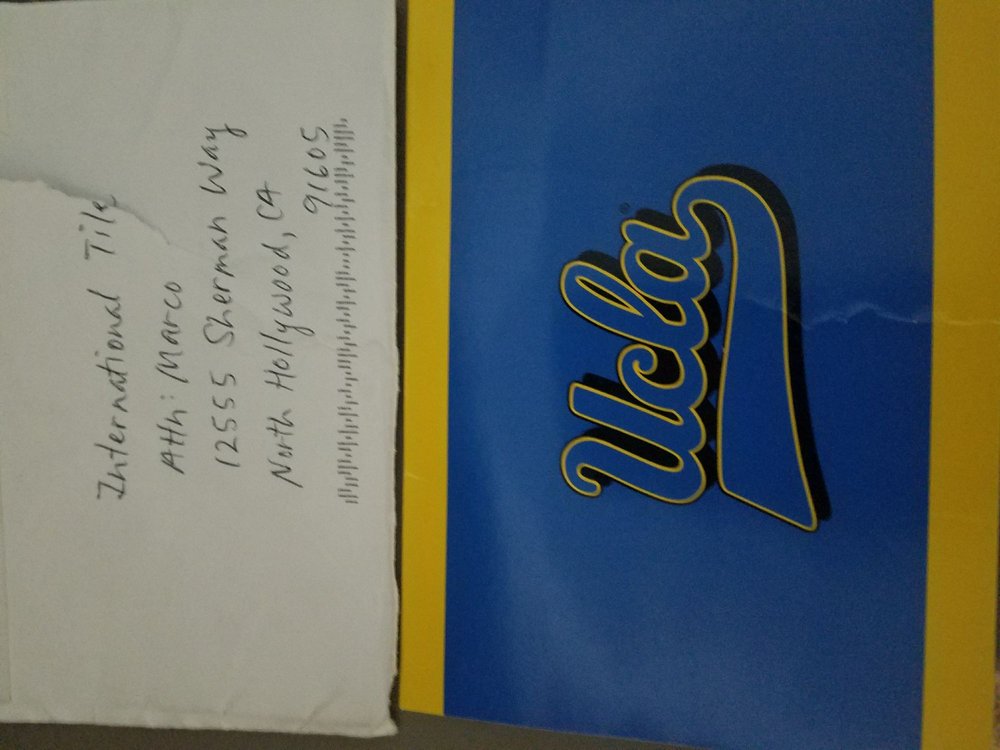 International Tile
Attn: Marco
12555 Sherman Way
North Hollywood, CA
91605
Ucla